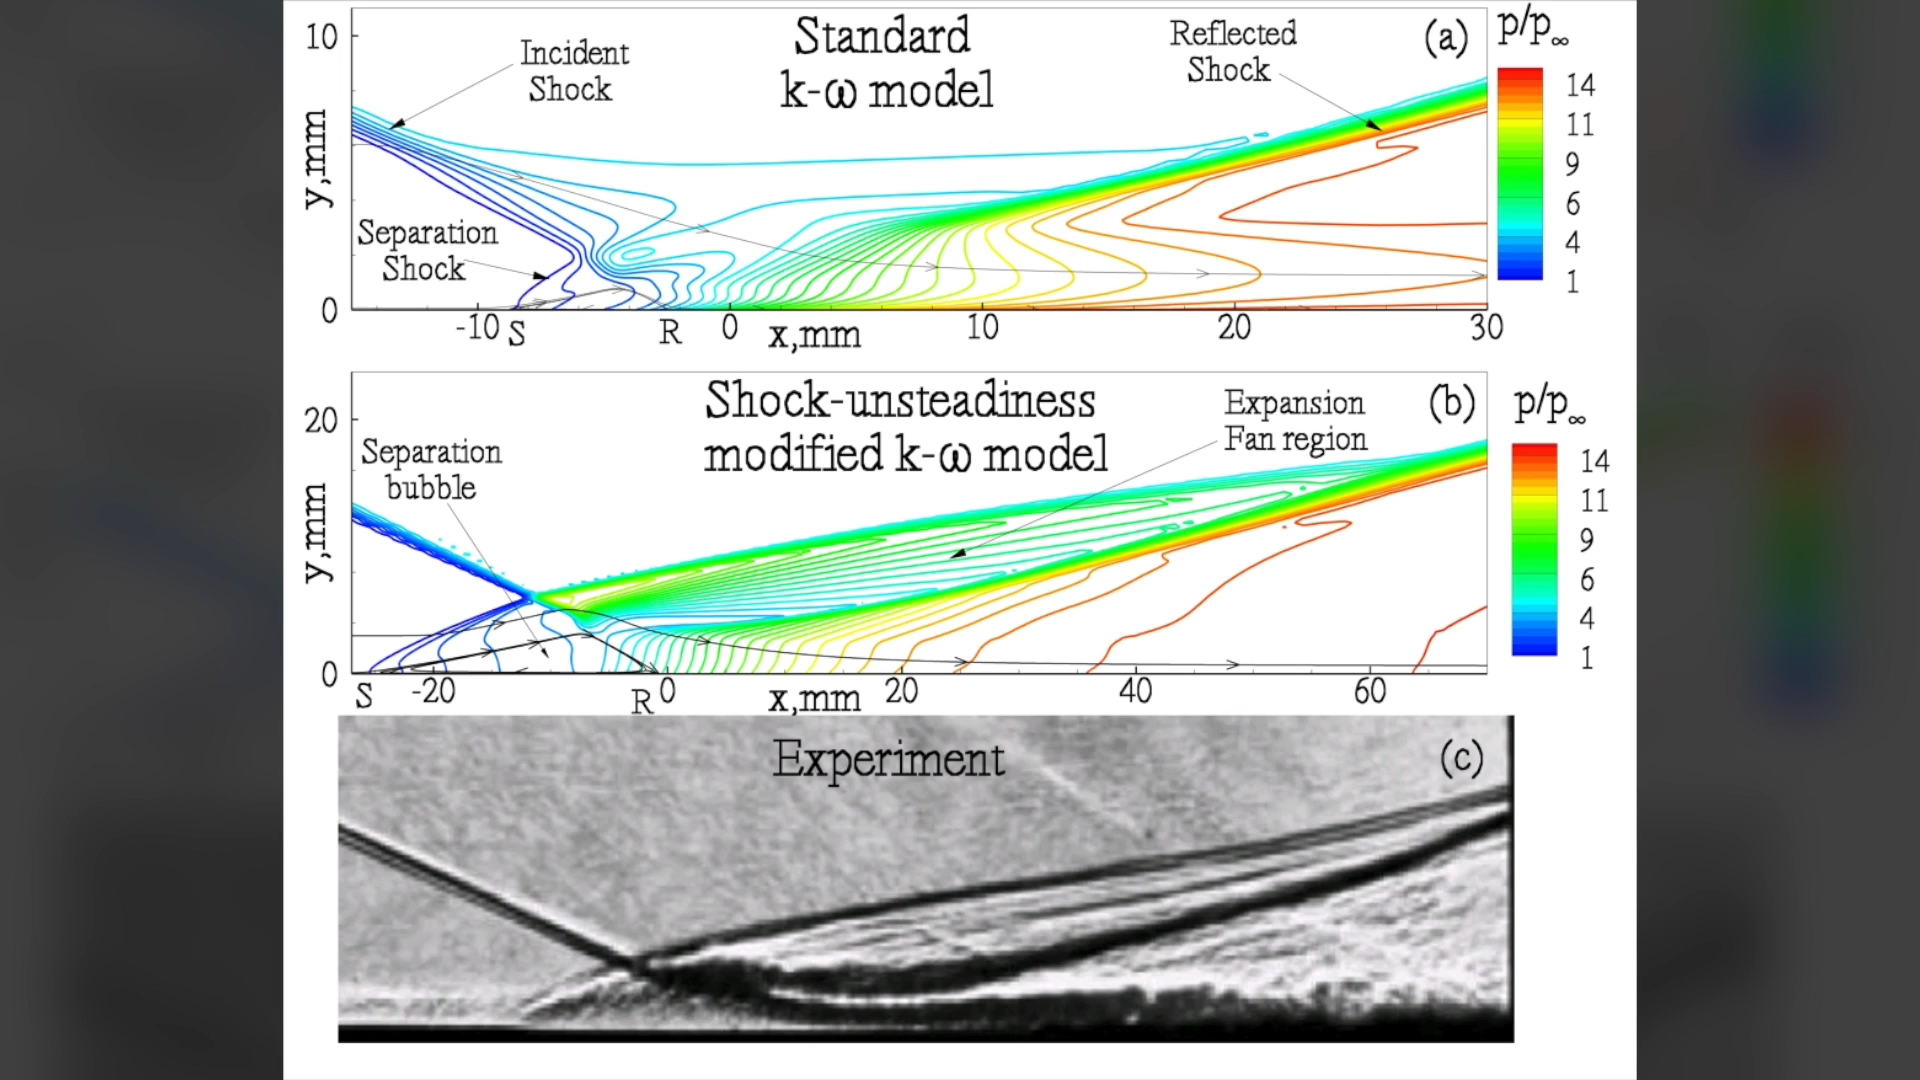 10
Incident
Shock
Standard
k-ω model
Reflected
Shock
(a)
p/p∞
14
11
9
6
4
1
y,mm
Separation
Shock
0
-10
S
R
0
x,mm
10
20
30
20
Separation
bubble
Shock-unsteadiness
modified k-ω model
Expansion
Fan region
(b)
p/p∞
14
11
9
6
4
1
y,mm
0
S
-20
R
0
x,mm
20
40
60
Experiment
(c)